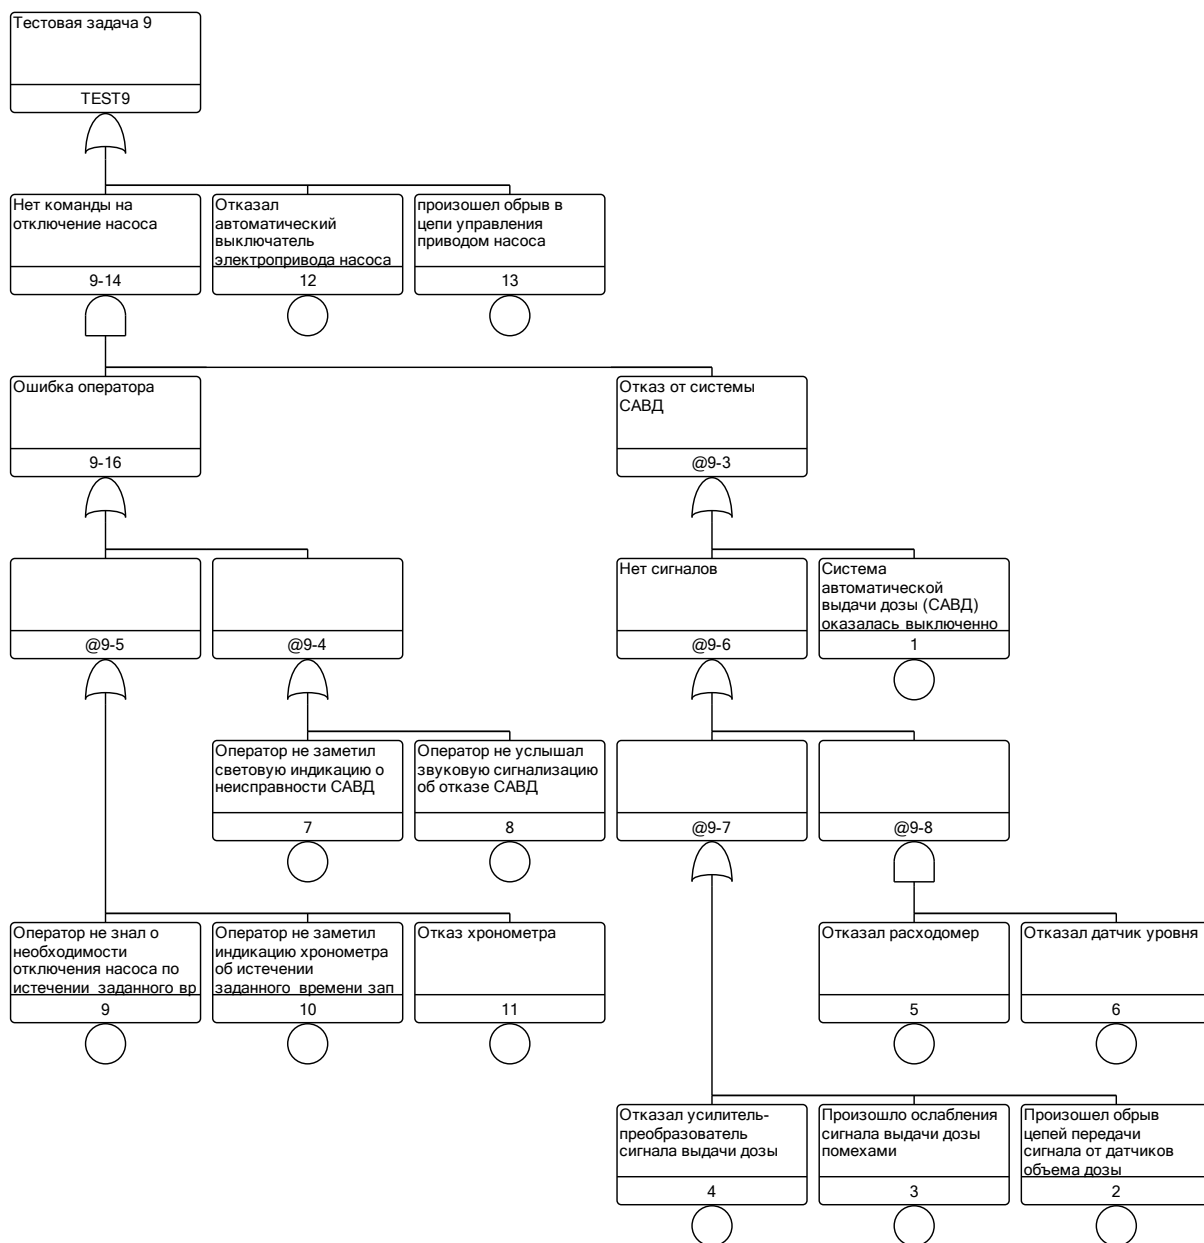 Тестовая задача 9
TEST9
Нет команды на
отключение насоса
9-14
Отказал
автоматический
выключатель
электропривода насоса
12
произошел обрыв в
цепи управления
приводом насоса
13
Ошибка оператора
9-16
Отказ от системы
САВД
@9-3
@9-5
@9-4
Нет сигналов
@9-6
Система
автоматической
выдачи дозы (САВД)
оказалась выключенно
1
Оператор не заметил
световую индикацию о
неисправности САВД
7
Оператор не услышал
звуковую сигнализацию
об отказе САВД
8
@9-7
@9-8
Оператор не знал о
необходимости
отключения насоса по
истечении заданного вр
9
Оператор не заметил
индикацию хронометра
об истечении
заданного времени зап
10
Отказ хронометра
11
Отказал расходомер
5
Отказал датчик уровня
6
Отказал усилитель-
преобразователь
сигнала выдачи дозы
4
Произошло ослабления
сигнала выдачи дозы
помехами
3
Произошел обрыв
цепей передачи
сигнала от датчиков
объема дозы
2